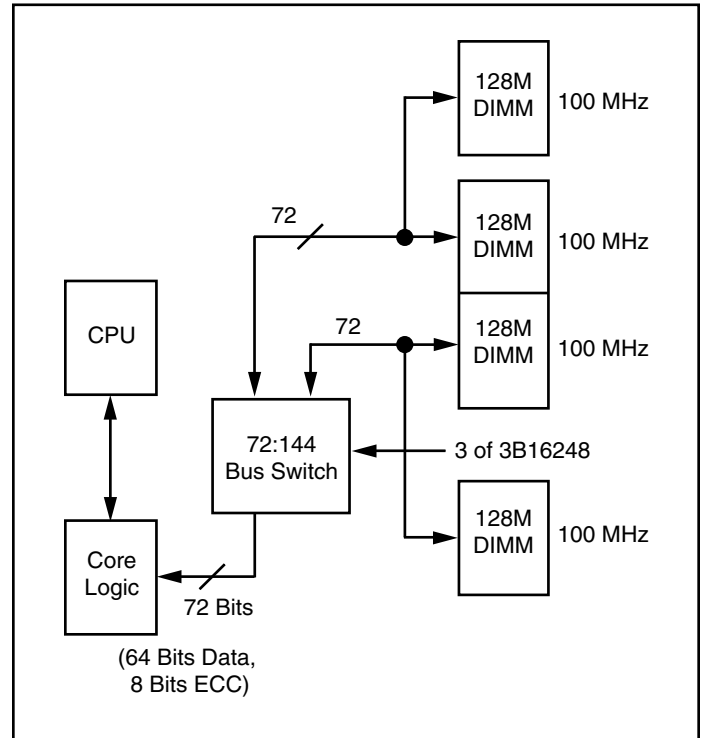 128M
DIMM
100 MHz
72
128M
DIMM
100 MHz
CPU
72
128M
DIMM
100 MHz
72:144
Bus Switch
3 of 3B16248
128M
DIMM
100 MHz
Core
Logic
72 Bits
(64 Bits Data,
8 Bits ECC)